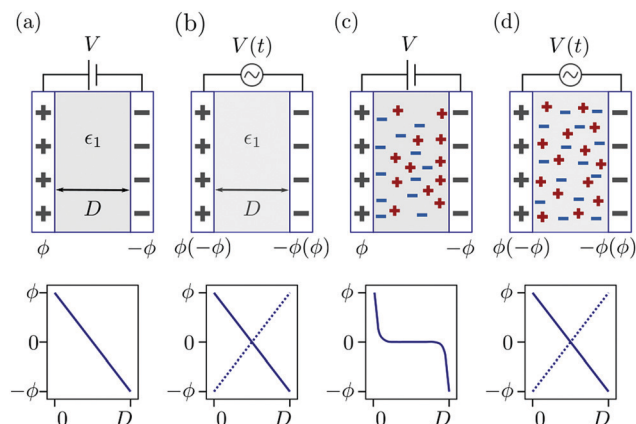 (a) (b) (c) (d)
V V(t) V V(t)
+ − + − + − + −
ϵ₁ ϵ₁
D D
ϕ −ϕ ϕ(−ϕ) −ϕ(ϕ) ϕ −ϕ ϕ(−ϕ) −ϕ(ϕ)
ϕ ϕ ϕ ϕ
0 0 0 0
−ϕ −ϕ −ϕ −ϕ
0 D 0 D 0 D 0 D